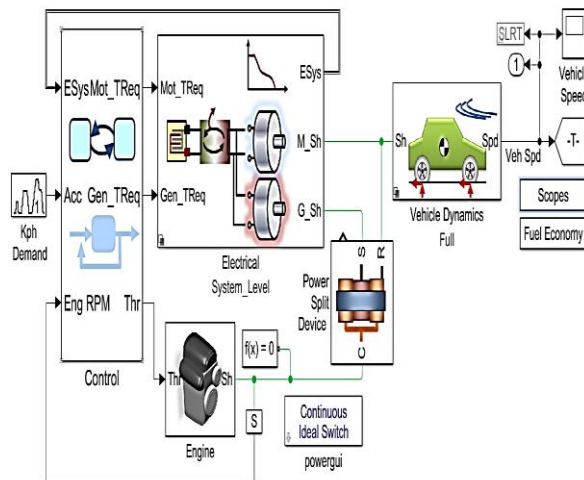 SLRT
1
Vehicle
Speed
ESys Mot_TReq
Mot_TReq
ESys
M_Sh
Sh
Spd
Veh Spd
-T-
Acc Gen_TReq
Gen_TReq
G_Sh
Kph
Demand
Vehicle Dynamics
Full
Scopes
Fuel Economy
Electrical
System_Level
S
R
Power
Split
Device
C
Eng RPM Thr
Control
f(x) = 0
Thr
Sh
Engine
S
Continuous
Ideal Switch
powergui